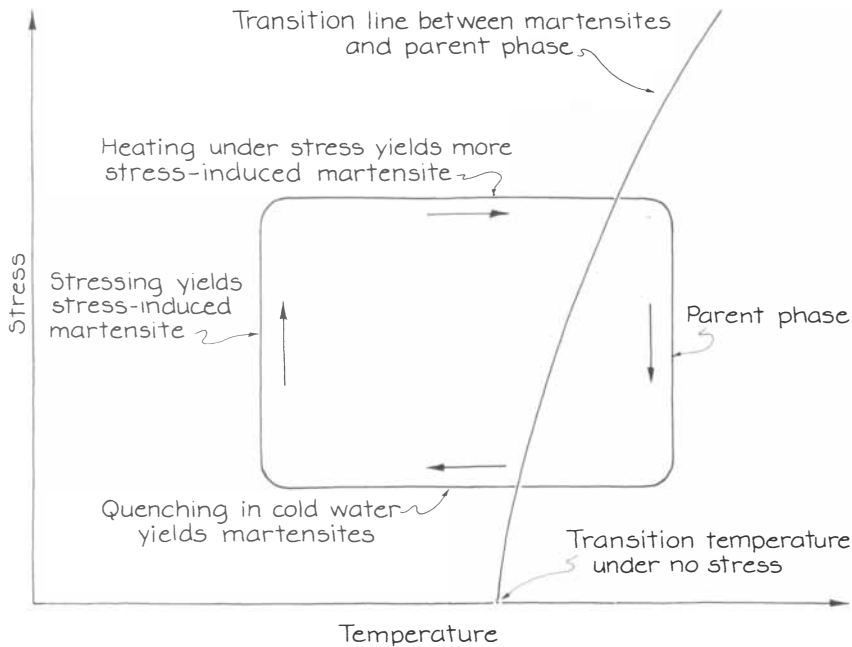 Transition line between martensites
and parent phase
Heating under stress yields more
stress-induced martensite
Stress
Stressing yields
stress-induced
martensite
Parent phase
Quenching in cold water
yields martensites
Transition temperature
under no stress
Temperature